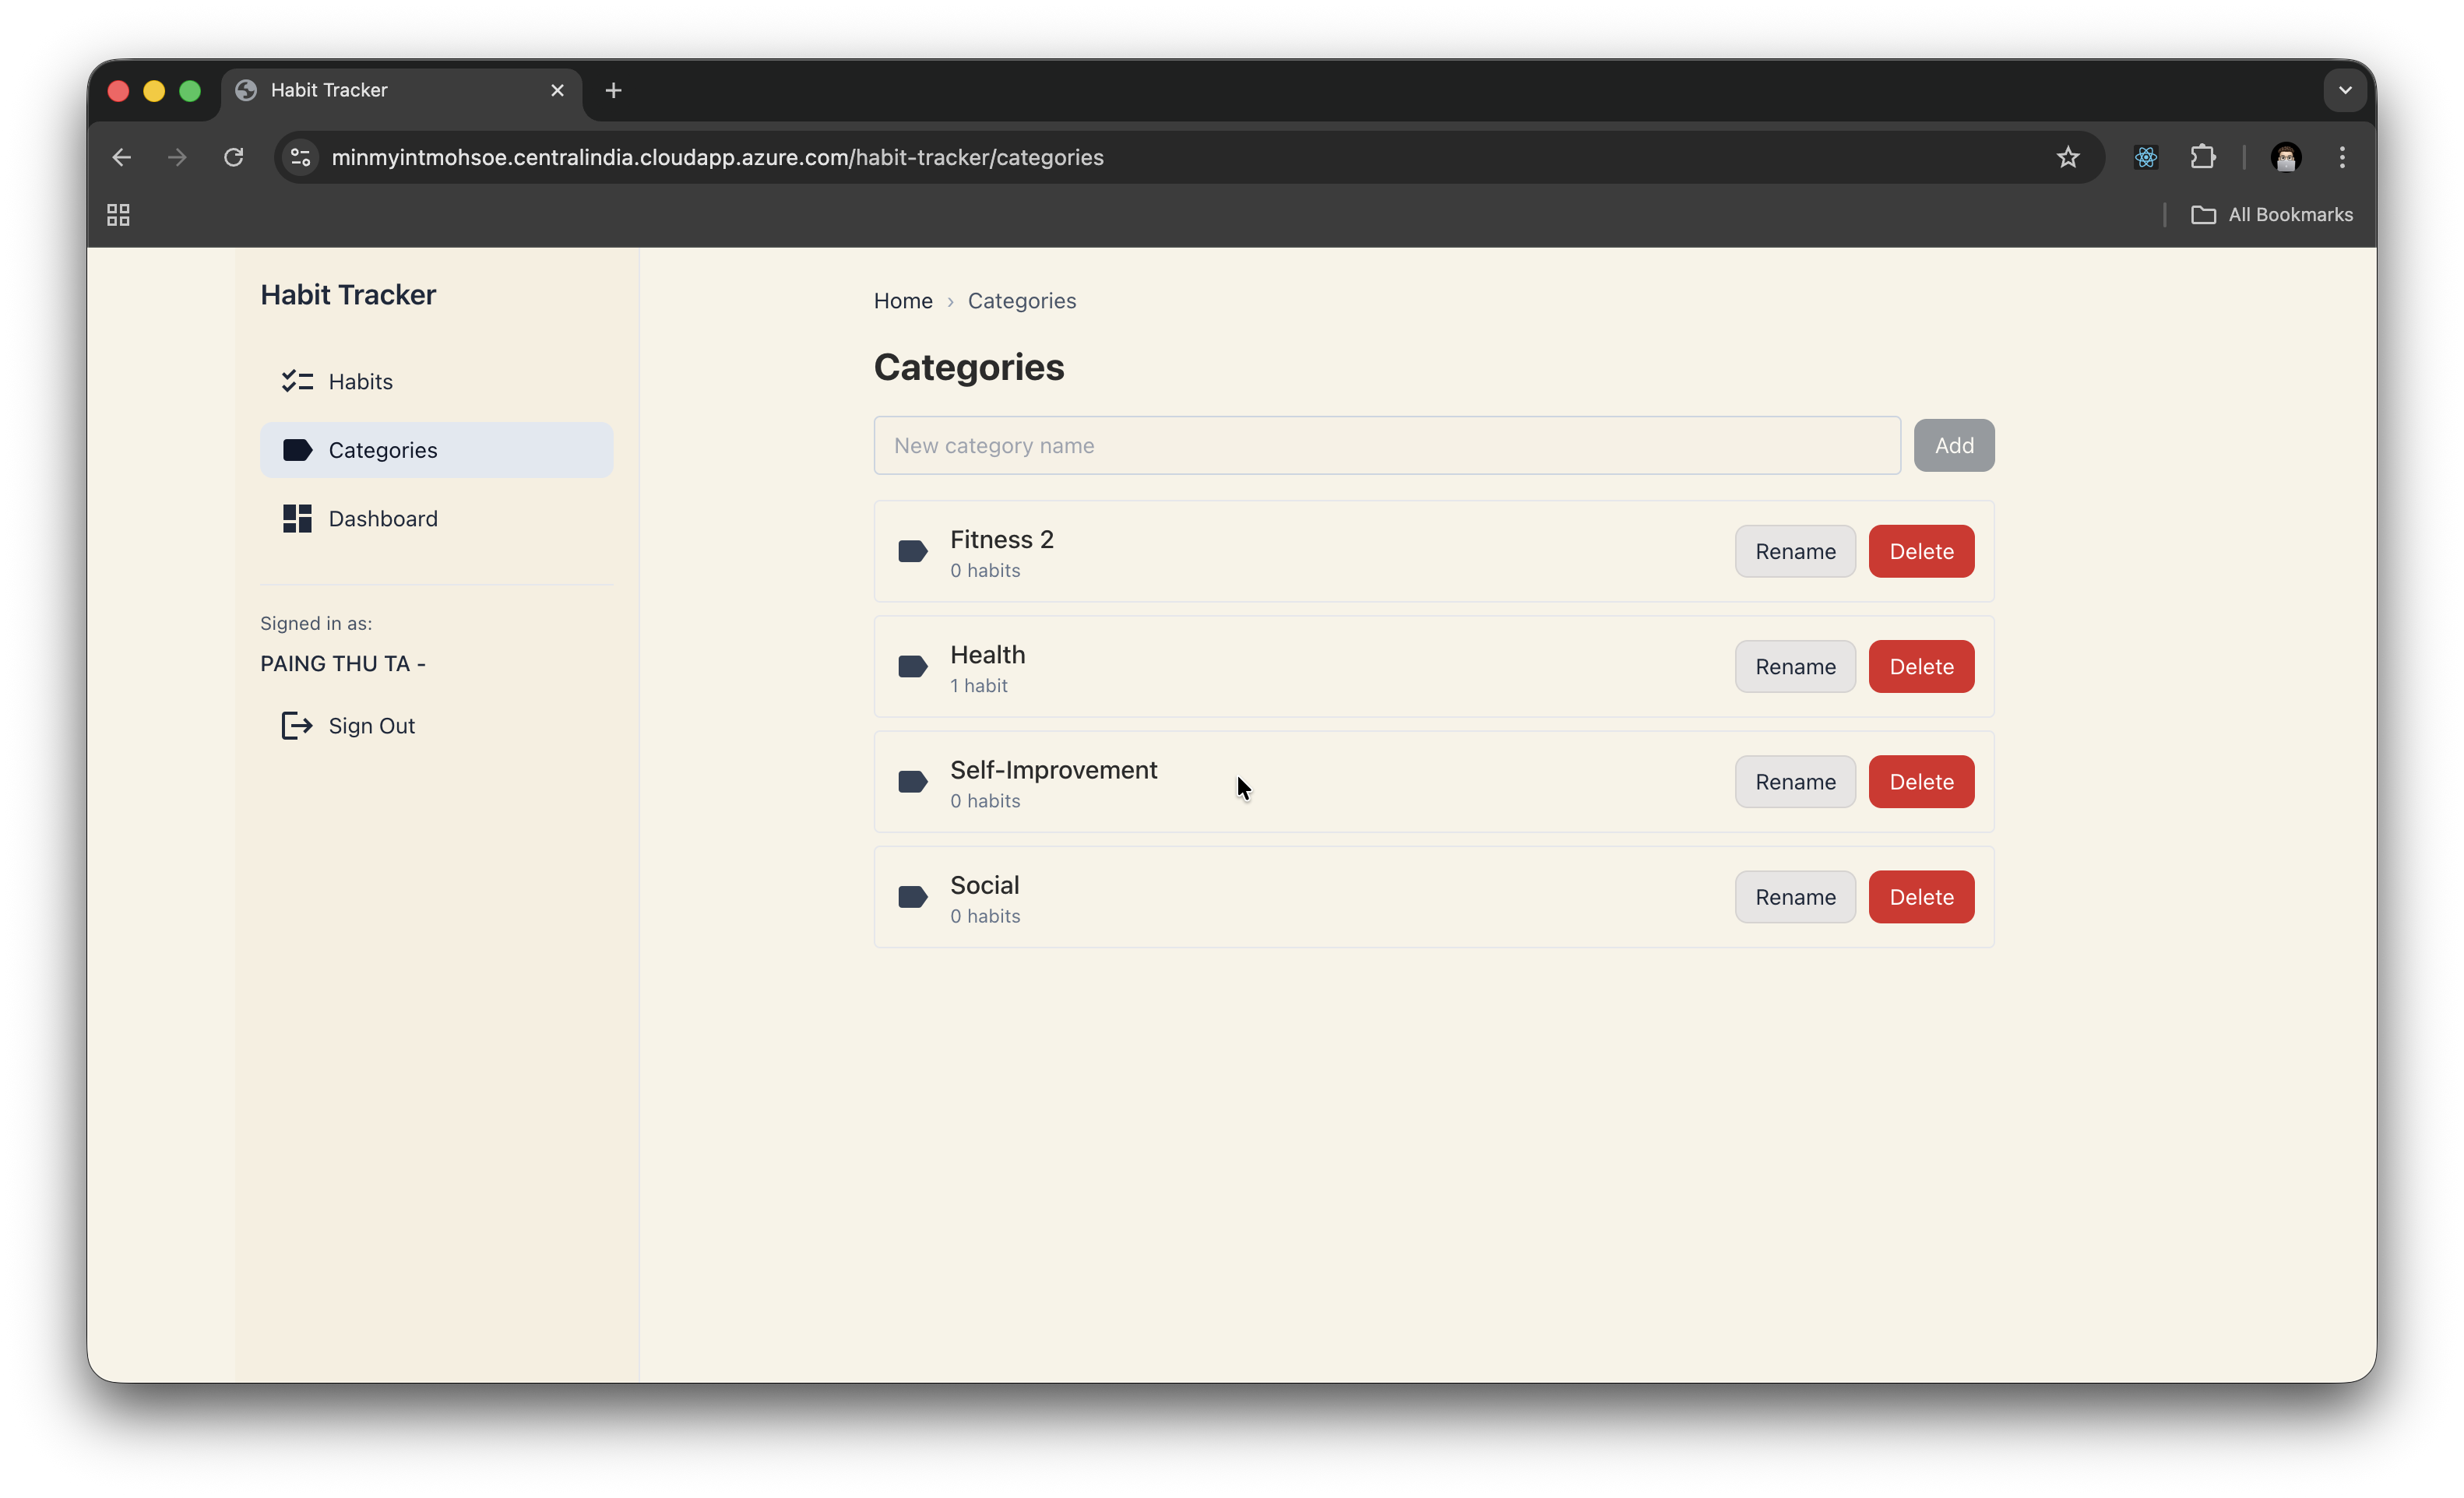 Habit Tracker
minmyintmohsoe.centralindia.cloudapp.azure.com/habit-tracker/categories
All Bookmarks
Habit Tracker
Habits
Categories
Dashboard
Signed in as:
PAING THU TA -
Sign Out
Home › Categories
Categories
New category name
Add
Fitness 2
0 habits
Rename
Delete
Health
1 habit
Rename
Delete
Self-Improvement
0 habits
Rename
Delete
Social
0 habits
Rename
Delete